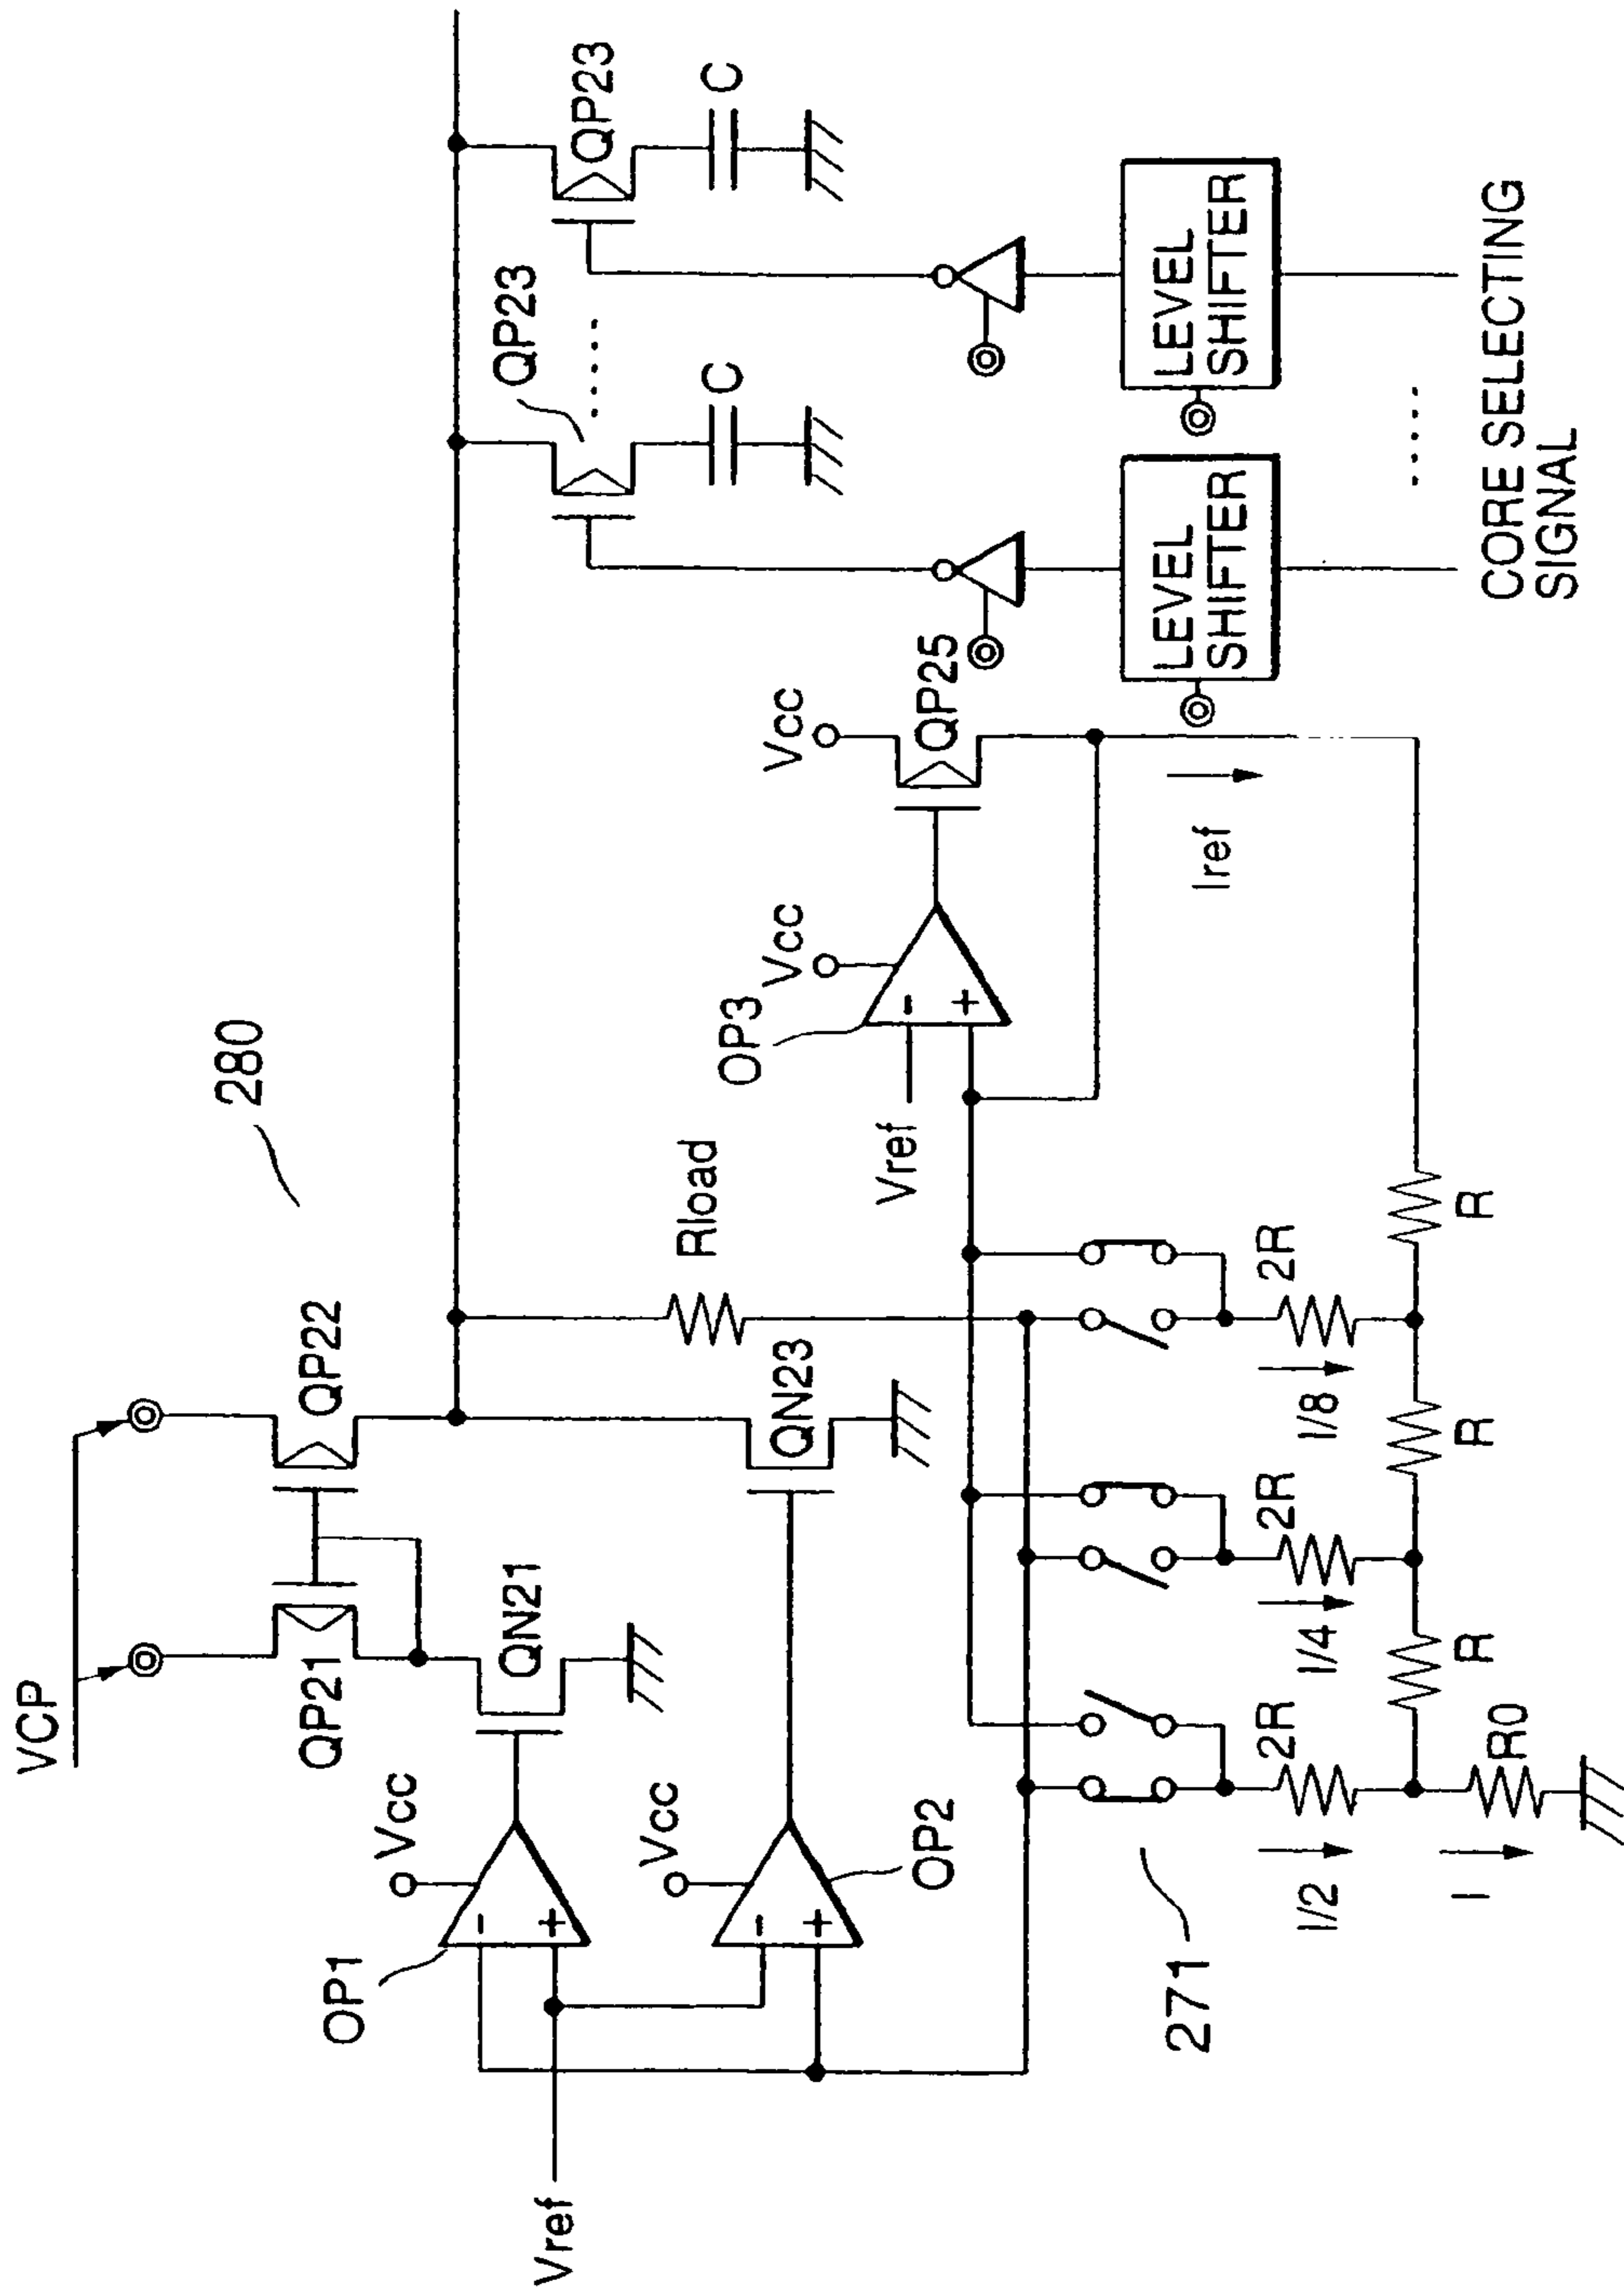 VCP
280
QP21
QP22
QP23
QP23
C
C
Vcc
OP1
-
+
QN21
Vref
Vcc
-
+
OP2
QN23
Rload
Vcc
Vcc
OP3
-
+
Vref
QP25
Iref
LEVEL
SHIFTER
LEVEL
SHIFTER
.....
.....
CORE SELECTING
SIGNAL
271
I/2
2R
I/4
2R
I/8
2R
I
R0
R
R
R